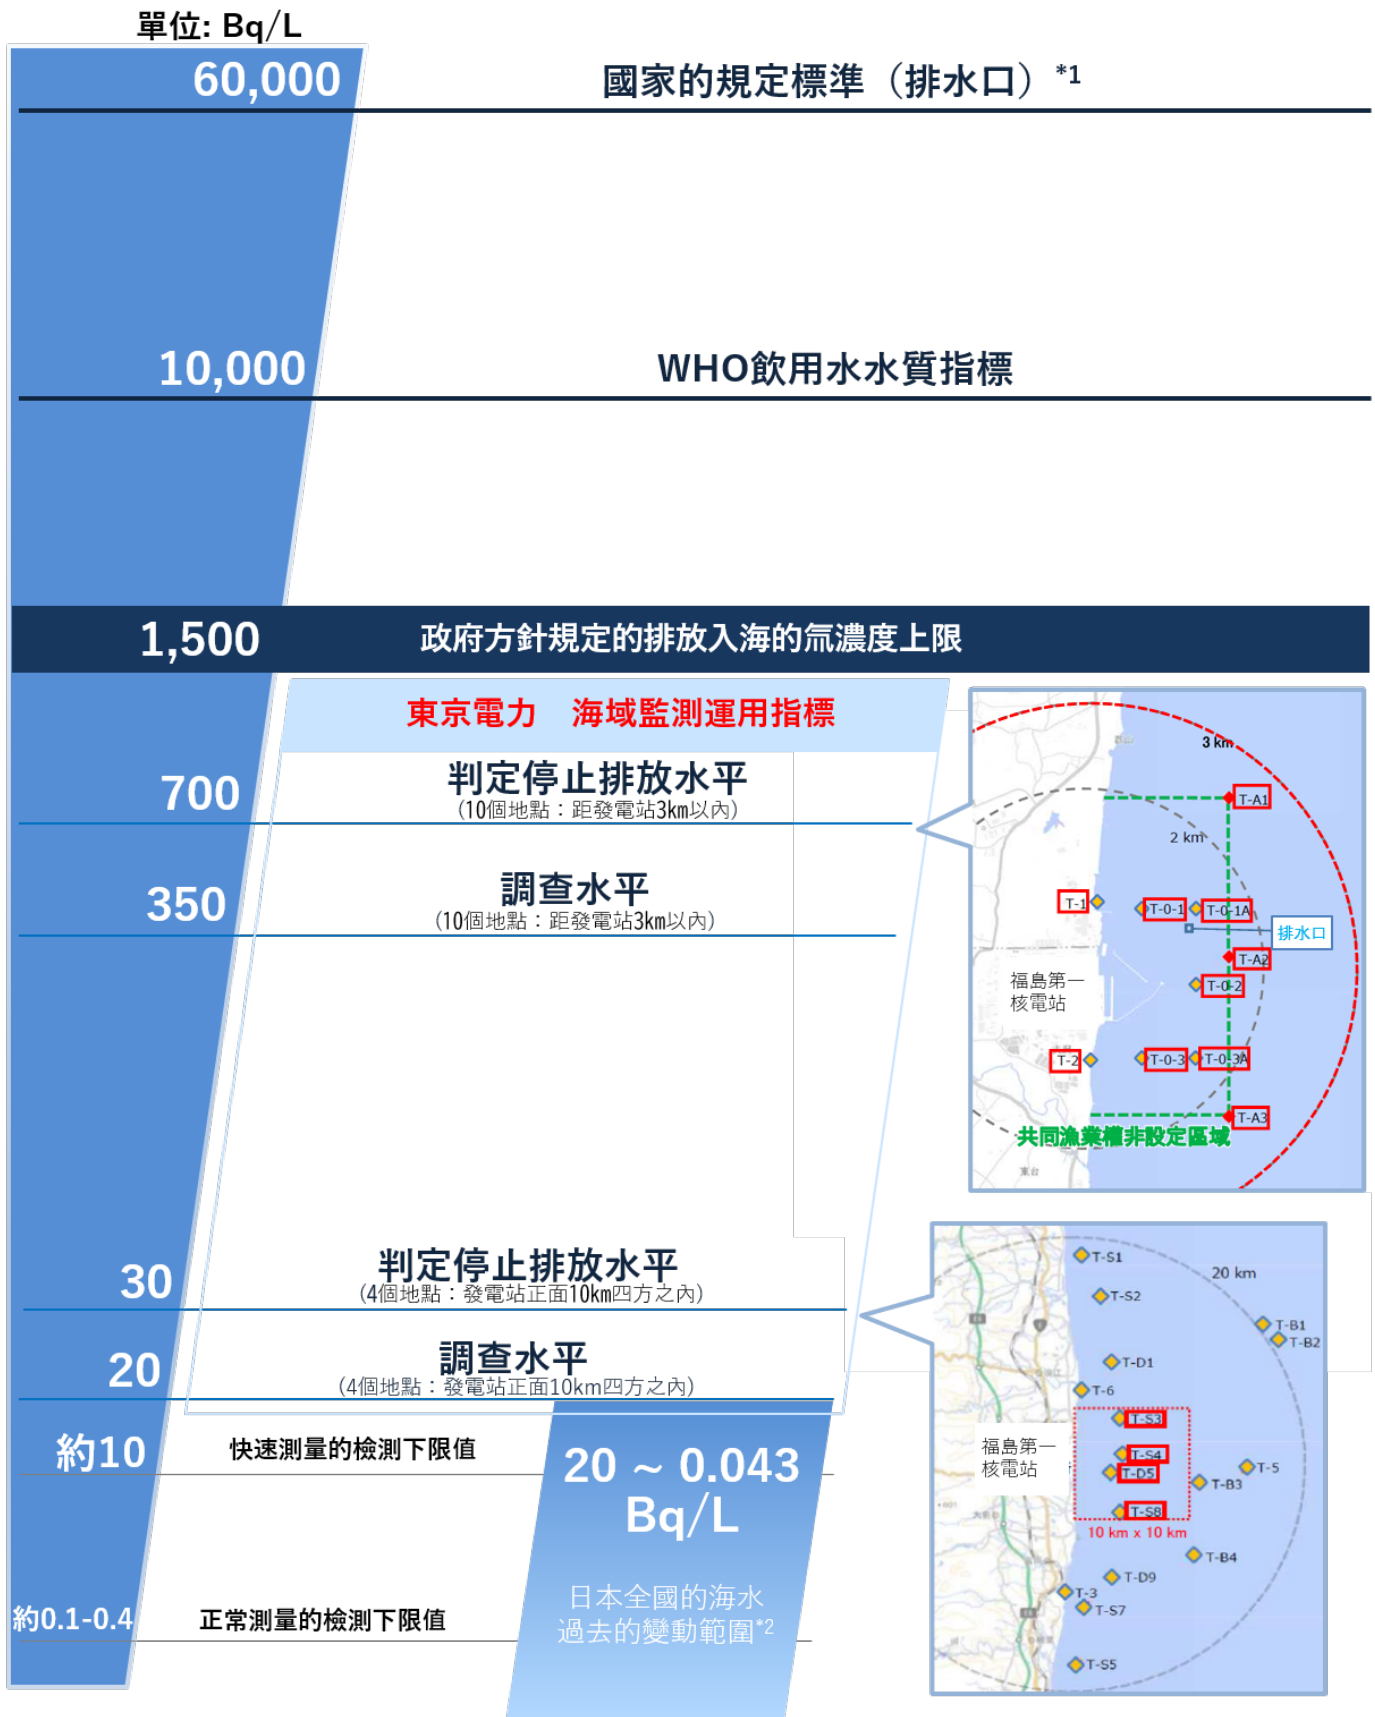 單位: Bq/L
60,000
國家的規定標準（排水口）*1
10,000
WHO飲用水水質指標
1,500
政府方針規定的排放入海的氚濃度上限
東京電力　海域監測運用指標
700
判定停止排放水平
(10個地點：距發電站3km以內)
350
調查水平
(10個地點：距發電站3km以內)
3 km
T-A1
2 km
T-1
T-0-1
T-0-1A
排水口
T-A2
福島第一
核電站
T-0-2
T-2
T-0-3
T-0-3A
T-A3
共同漁業權非設定區域
東台
30
判定停止排放水平
(4個地點：發電站正面10km四方之內)
20
調查水平
(4個地點：發電站正面10km四方之內)
約10
快速測量的檢測下限值
20 ~ 0.043
Bq/L
日本全國的海水
過去的變動範圍*2
約0.1-0.4
正常測量的檢測下限值
T-S1
20 km
T-S2
T-B1
T-B2
T-D1
T-6
T-S3
福島第一
核電站
T-S4
T-D5
T-5
T-B3
T-S8
10 km x 10 km
T-B4
T-D9
T-3
T-S7
T-S5